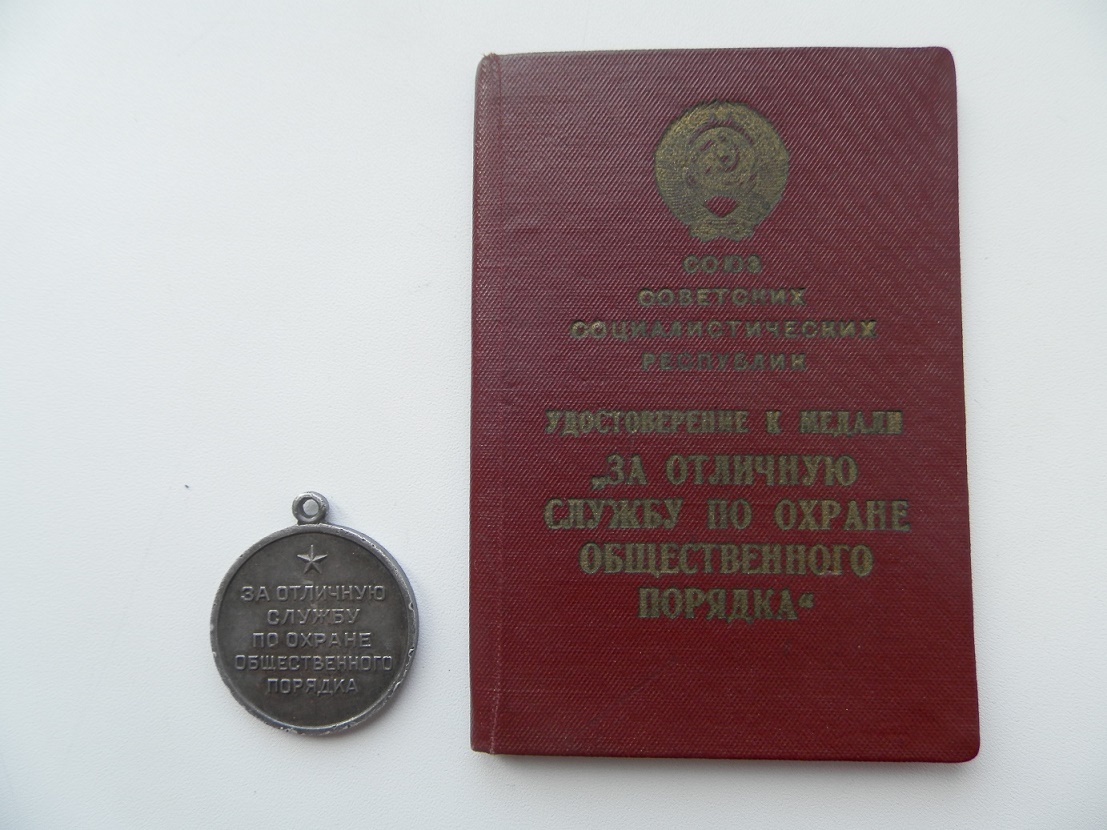 ЗА ОТЛИЧНУЮ
СЛУЖБУ
ПО ОХРАНЕ
ОБЩЕСТВЕННОГО
ПОРЯДКА
СОЮЗ
СОВЕТСКИХ
СОЦИАЛИСТИЧЕСКИХ
РЕСПУБЛИК
УДОСТОВЕРЕНИЕ К МЕДАЛИ
„ЗА ОТЛИЧНУЮ
СЛУЖБУ ПО ОХРАНЕ
ОБЩЕСТВЕННОГО
ПОРЯДКА“